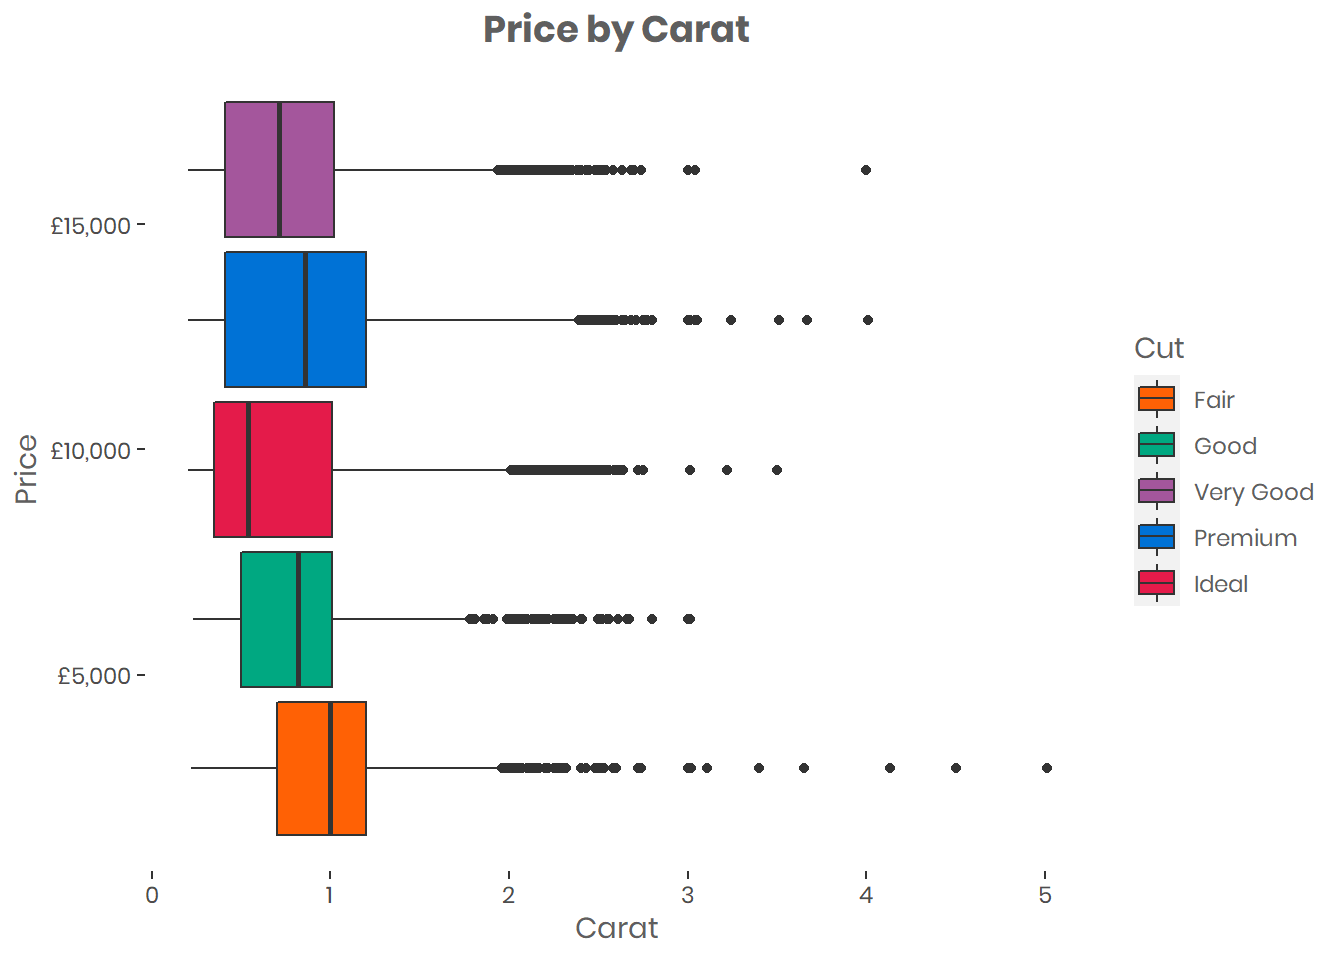 Price by Carat
£15,000
£10,000
£5,000
Price
0 1 2 3 4 5
Carat
Cut
Fair
Good
Very Good
Premium
Ideal